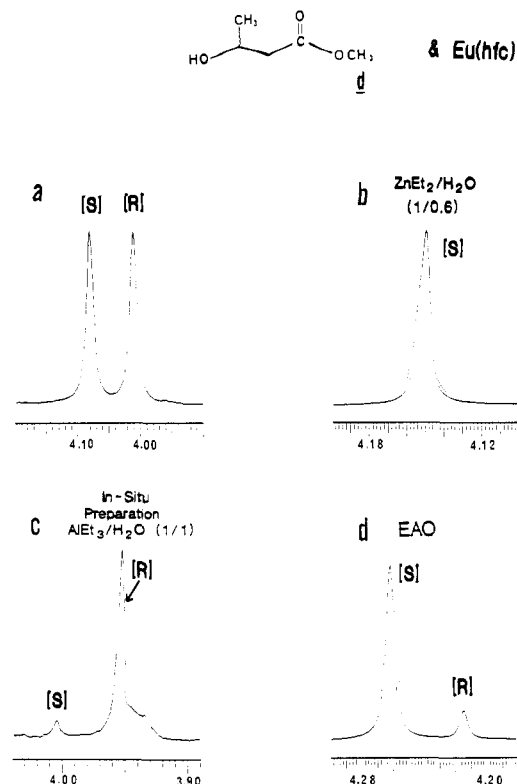 CH₃
O
HO C OCH₃
d
& Eu(hfc)
a
[S] [R]
4.10 4.00
b
ZnEt₂/H₂O
(1/0.6)
[S]
4.18 4.12
c
In-Situ
Preparation
AlEt₃/H₂O (1/1)
[R]
[S]
4.00 3.90
d EAO
[S]
[R]
4.28 4.20